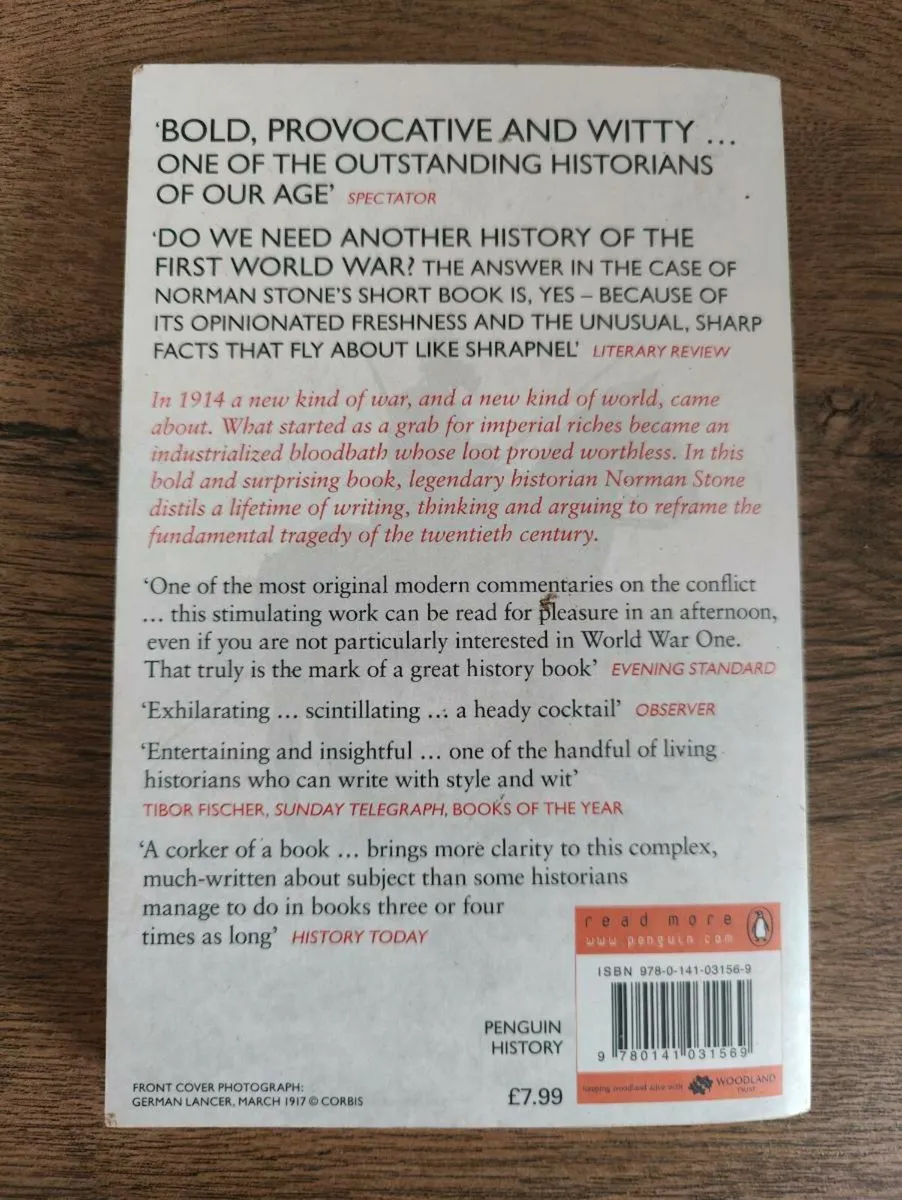 ‘BOLD, PROVOCATIVE AND WITTY ...
ONE OF THE OUTSTANDING HISTORIANS
OF OUR AGE’ SPECTATOR
‘DO WE NEED ANOTHER HISTORY OF THE
FIRST WORLD WAR? THE ANSWER IN THE CASE OF
NORMAN STONE’S SHORT BOOK IS, YES – BECAUSE OF
ITS OPINIONATED FRESHNESS AND THE UNUSUAL, SHARP
FACTS THAT FLY ABOUT LIKE SHRAPNEL’ LITERARY REVIEW
In 1914 a new kind of war, and a new kind of world, came
about. What started as a grab for imperial riches became an
industrialized bloodbath whose loot proved worthless. In this
bold and surprising book, legendary historian Norman Stone
distils a lifetime of writing, thinking and arguing to reframe the
fundamental tragedy of the twentieth century.
‘One of the most original modern commentaries on the conflict
... this stimulating work can be read for pleasure in an afternoon,
even if you are not particularly interested in World War One.
That truly is the mark of a great history book’ EVENING STANDARD
‘Exhilarating ... scintillating ... a heady cocktail’ OBSERVER
‘Entertaining and insightful ... one of the handful of living
historians who can write with style and wit’
TIBOR FISCHER, SUNDAY TELEGRAPH, BOOKS OF THE YEAR
‘A corker of a book ... brings more clarity to this complex,
much-written about subject than some historians
manage to do in books three or four
times as long’ HISTORY TODAY
read more
www.penguin.com
ISBN 978-0-141-03156-9
9 780141 031569
keeping woodland alive with WOODLAND
TRUST
PENGUIN
HISTORY
£7.99
FRONT COVER PHOTOGRAPH:
GERMAN LANCER, MARCH 1917 © CORBIS